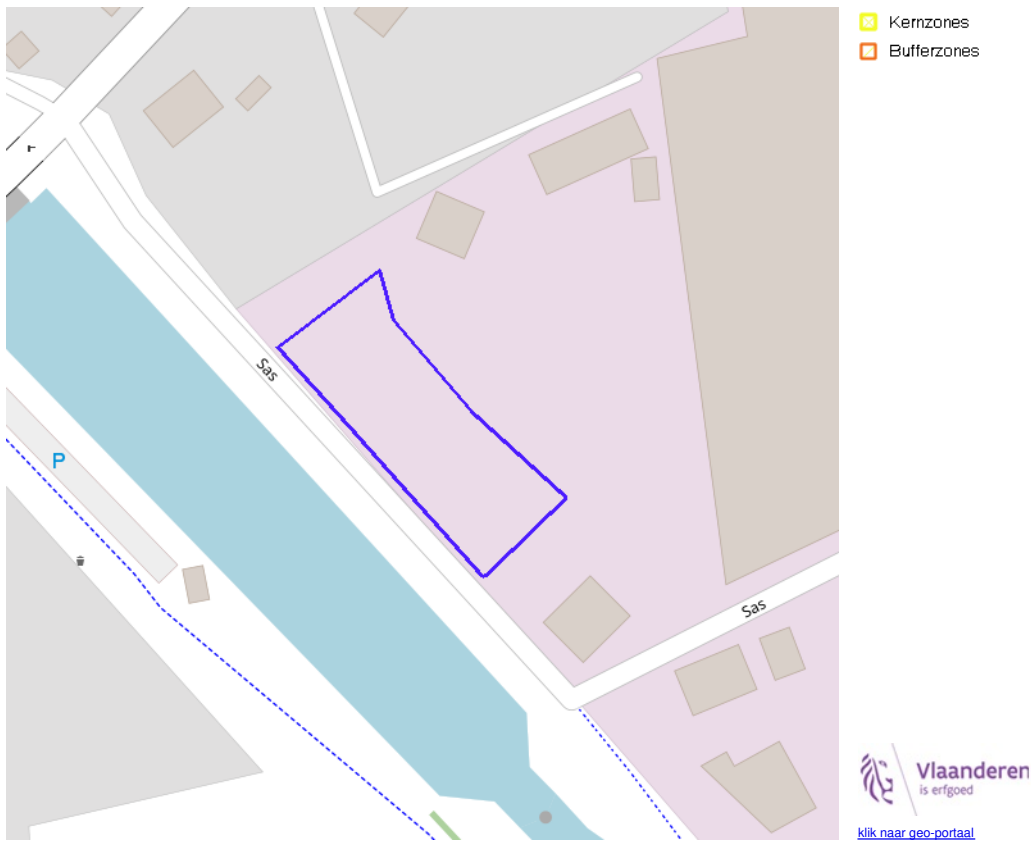 Kernzones
Bufferzones
Sas
P
Sas
Vlaanderen
is erfgoed
klik naar geo-portaal